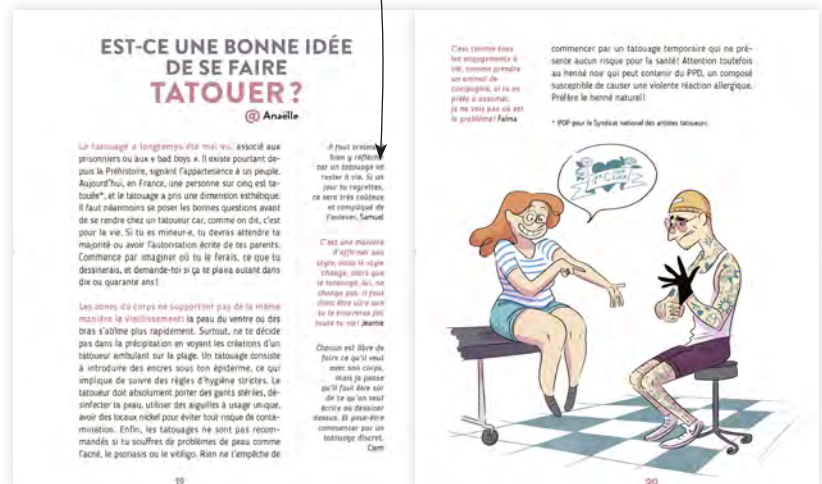 EST-CE UNE BONNE IDÉE
DE SE FAIRE
TATOUER ?
@ Anaëlle
Le tatouage a longtemps été mal vu, associé aux
prisonniers ou aux « bad boys ». Il existe pourtant de-
puis la Préhistoire, signant l'appartenance à un peuple.
Aujourd'hui, en France, une personne sur cinq est ta-
touée*, et le tatouage a pris une dimension esthétique.
Il faut néanmoins se poser les bonnes questions avant
de se rendre chez un tatoueur car, comme on dit, c'est
pour la vie. Si tu es mineur·e, tu devras attendre ta
majorité ou avoir l'autorisation écrite de tes parents.
Commence par imaginer où tu le ferais, ce que tu
dessinerais, et demande-toi si ça te plaira autant dans
dix ou quarante ans !
Les zones du corps ne supportent pas de la même
manière le vieillissement: la peau du ventre ou des
bras s'abîme plus rapidement. Surtout, ne te décide
pas dans la précipitation en voyant les créations d'un
tatoueur ambulant sur la plage. Un tatouage consiste
à introduire des encres sous ton épiderme, ce qui
implique de suivre des règles d'hygiène strictes. Le
tatoueur doit absolument porter des gants stériles, dé-
sinfecter ta peau, utiliser des aiguilles à usage unique,
avoir des locaux nickel pour éviter tout risque de conta-
mination. Enfin, les tatouages ne sont pas recom-
mandés si tu souffres de problèmes de peau comme
l'acné, le psoriasis ou le vitiligo. Rien ne t'empêche de
Il faut vraiment
bien y réfléchir
car un tatouage va
rester à vie. Si un
jour tu regrettes,
ce sera très coûteux
et compliqué de
l'enlever. Samuel
C'est une manière
d'affirmer son
style, mais le style
change, alors que
le tatouage, lui, ne
change pas. Il faut
donc être sûre que
tu le trouveras joli
toute ta vie! Jeanne
Chacun est libre de
faire ce qu'il veut
avec son corps,
mais je pense
qu'il faut être sûr
de ce qu'on veut
écrire ou dessiner
dessus. Et peut-être
commencer par un
tatouage discret.
19
C'est comme tous
les engagements à
vie, comme prendre
un animal de
compagnie, si tu es
prête à assumer,
je ne vois pas où est
le problème! Falma
commencer par un tatouage temporaire qui ne pré-
sente aucun risque pour la santé! Attention toutefois
au henné noir qui peut contenir du PPD, un composé
susceptible de causer une violente réaction allergique.
Préfère le henné naturel!
* IFOP pour le Syndicat national des artistes tatoueurs.
20